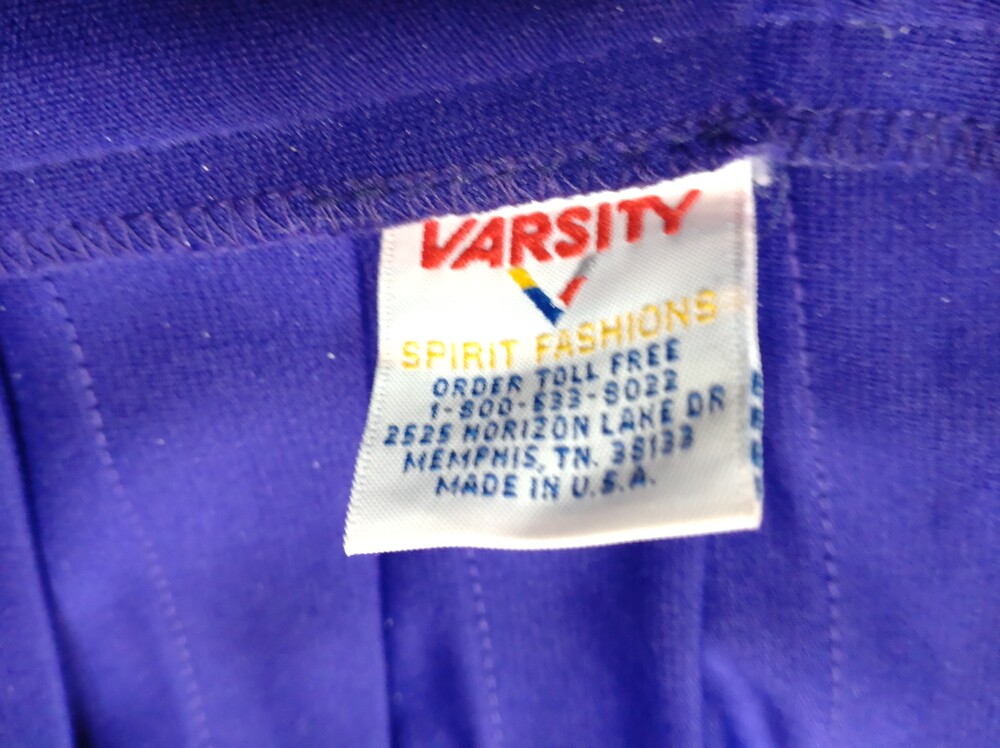 VARSITY
SPIRIT FASHIONS
ORDER TOLL FREE
1-800-533-8022
2525 HORIZON LAKE DR
MEMPHIS, TN. 38133
MADE IN U.S.A.